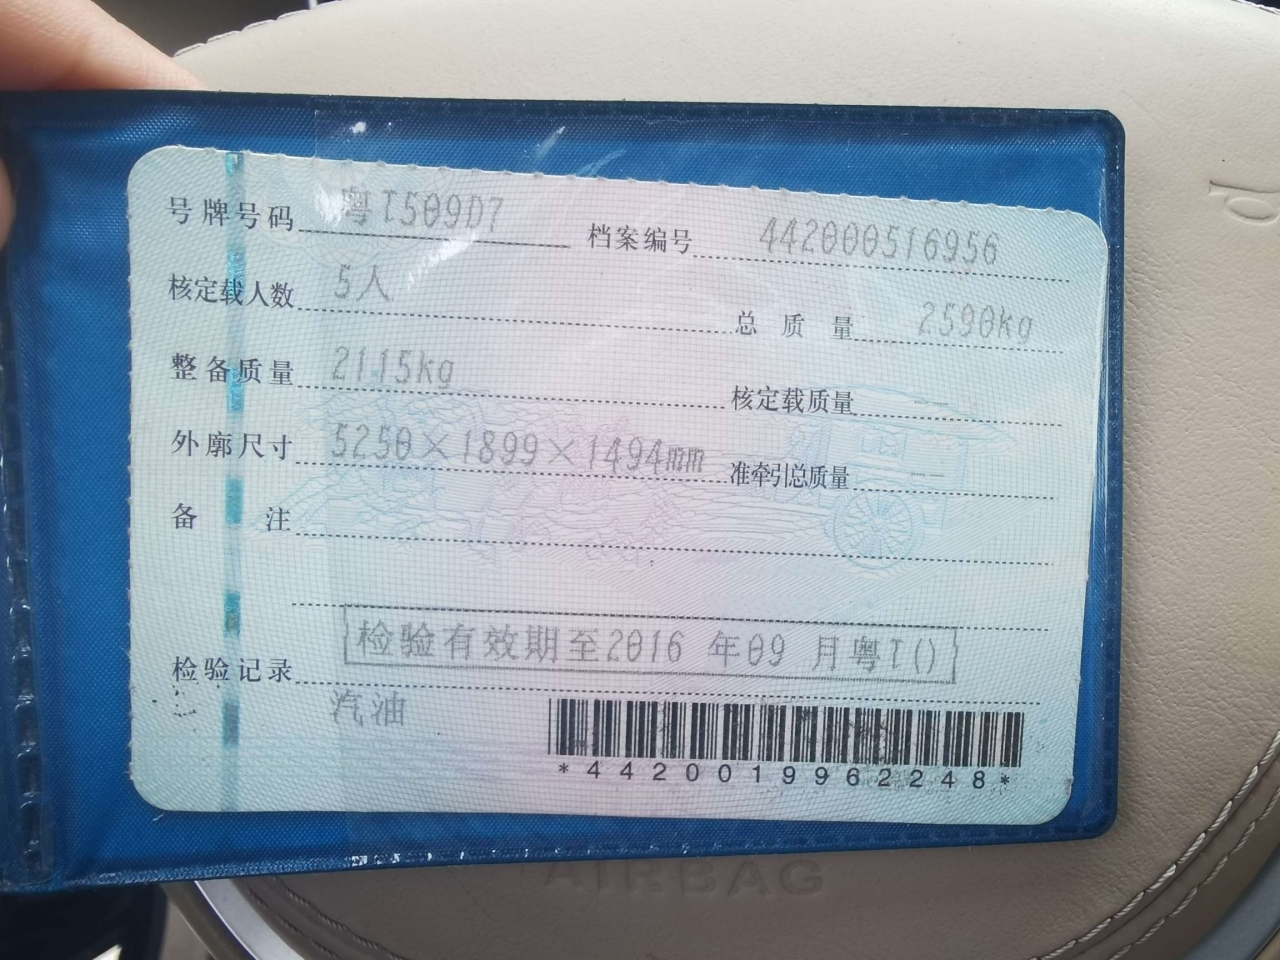 号牌号码 粤T509D7 档案编号 442000516956
核定载人数 5人 总质量 2590kg
整备质量 2115kg 核定载质量 --
外廓尺寸 5250×1899×1494mm 准牵引总质量 --
备注
检验记录 检验有效期至2016 年09 月粤T()
汽油
*4420019962248*
AIRBAG